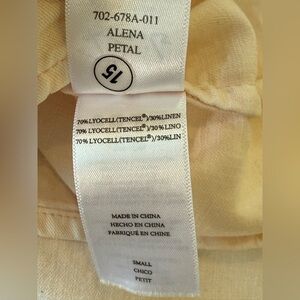 702-678A-011
ALENA
PETAL
15
70% LYOCELL(TENCEL®)/30%LINEN
70% LYOCELL(TENCEL®)/30% LINO
70% LYOCELL(TENCEL®)/30%LIN
MADE IN CHINA
HECHO EN CHINA
FABRIQUÉ EN CHINE
SMALL
CHICO
PETIT